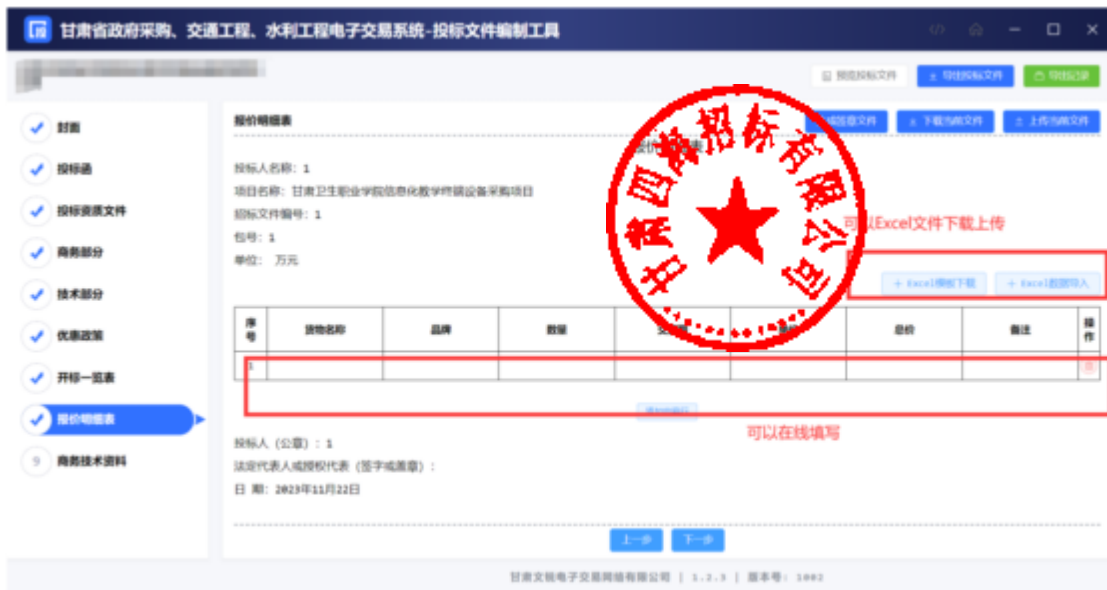 甘肃省政府采购、交通工程、水利工程电子交易系统-投标文件编制工具
预览投标文件
导出投标文件
导出记录
封面
投标函
投标资质文件
商务部分
技术部分
优惠政策
开标一览表
报价明细表
9 商务技术资料
报价明细表
下载当前文件
上传当前文件
投标人名称：1
项目名称：甘肃卫生职业学院信息化教学终端设备采购项目
招标文件编号：1
包号：1
单位： 万元
甘肃四海招标有限公司
可以Excel文件下载上传
+ Excel模板下载
+ Excel数据导入
序号 货物名称 品牌 数量 总价 备注 操作
1
可以在线填写
投标人（公章）：1
法定代表人或授权代表（签字或盖章）：
日 期：2023年11月22日
上一步
下一步
甘肃文锐电子交易网络有限公司 | 1.2.3 | 版本号：1002